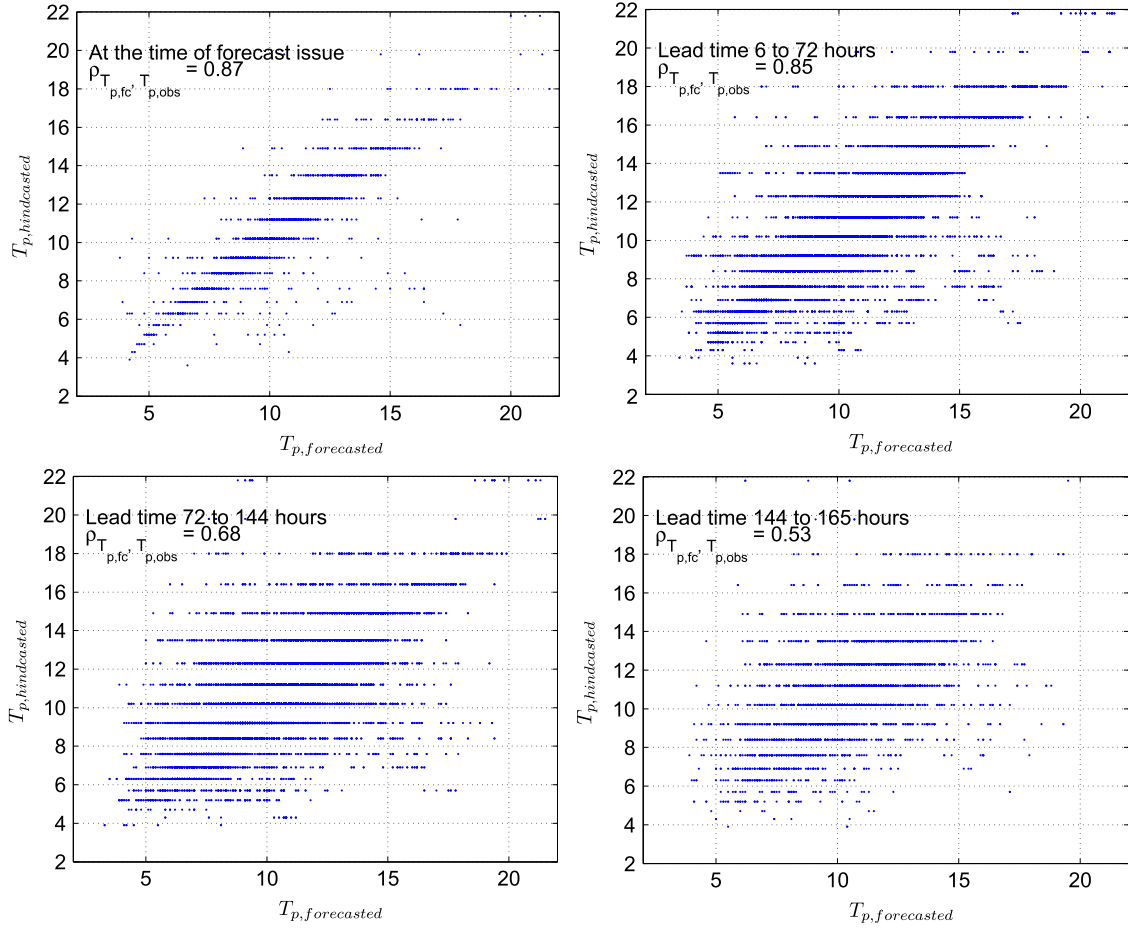 22
20
18
16
14
12
10
8
6
4
2
At the time of forecast issue
ρTp,fc, Tp,obs = 0.87
Tp,hindcasted
5 10 15 20
Tp,forecasted
22
20
18
16
14
12
10
8
6
4
2
Lead time 6 to 72 hours
ρTp,fc, Tp,obs = 0.85
Tp,hindcasted
5 10 15 20
Tp,forecasted
22
20
18
16
14
12
10
8
6
4
2
Lead time 72 to 144 hours
ρTp,fc, Tp,obs = 0.68
Tp,hindcasted
5 10 15 20
Tp,forecasted
22
20
18
16
14
12
10
8
6
4
2
Lead time 144 to 165 hours
ρTp,fc, Tp,obs = 0.53
Tp,hindcasted
5 10 15 20
Tp,forecasted